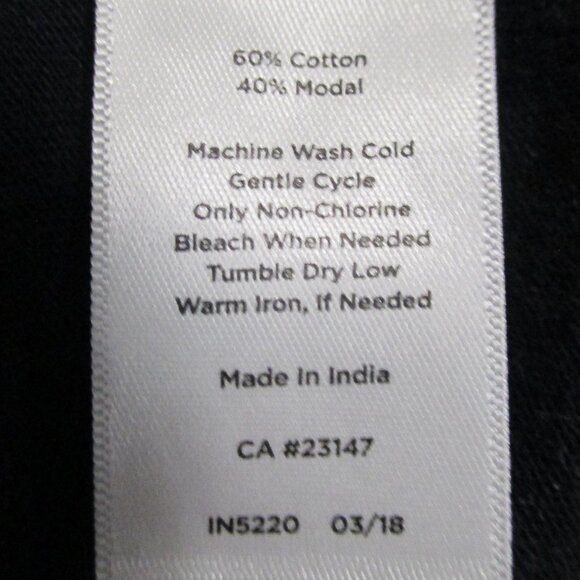 60% Cotton
40% Modal
Machine Wash Cold
Gentle Cycle
Only Non-Chlorine
Bleach When Needed
Tumble Dry Low
Warm Iron, If Needed
Made In India
CA #23147
IN5220 03/18